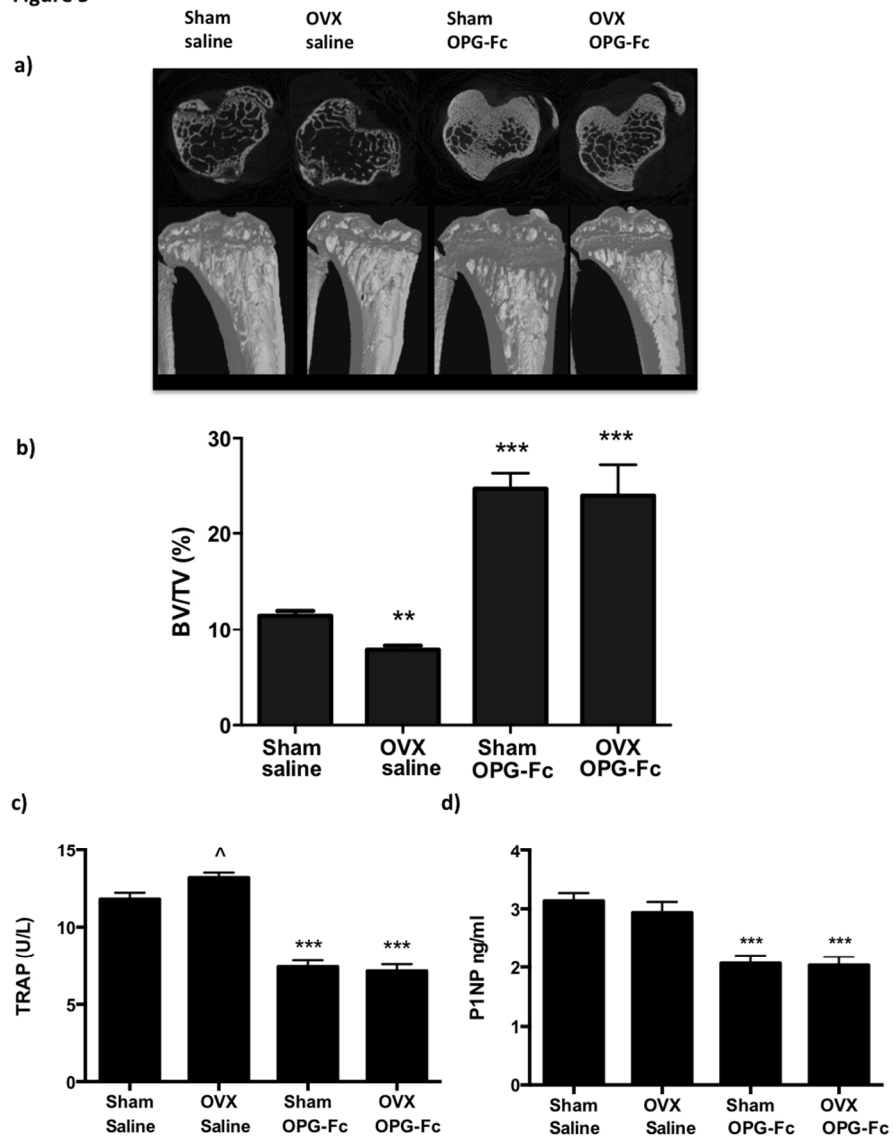 Sham OVX Sham OVX
saline saline OPG-Fc OPG-Fc
a)
b)
30
20
10
0
BV/TV (%)
**
***
***
Sham OVX Sham OVX
saline saline OPG-Fc OPG-Fc
c)
15
10
5
0
TRAP (U/L)
^
***
***
Sham OVX Sham OVX
Saline Saline OPG-Fc OPG-Fc
d)
4
3
2
1
0
P1NP ng/ml
***
***
Sham OVX Sham OVX
Saline Saline OPG-Fc OPG-Fc